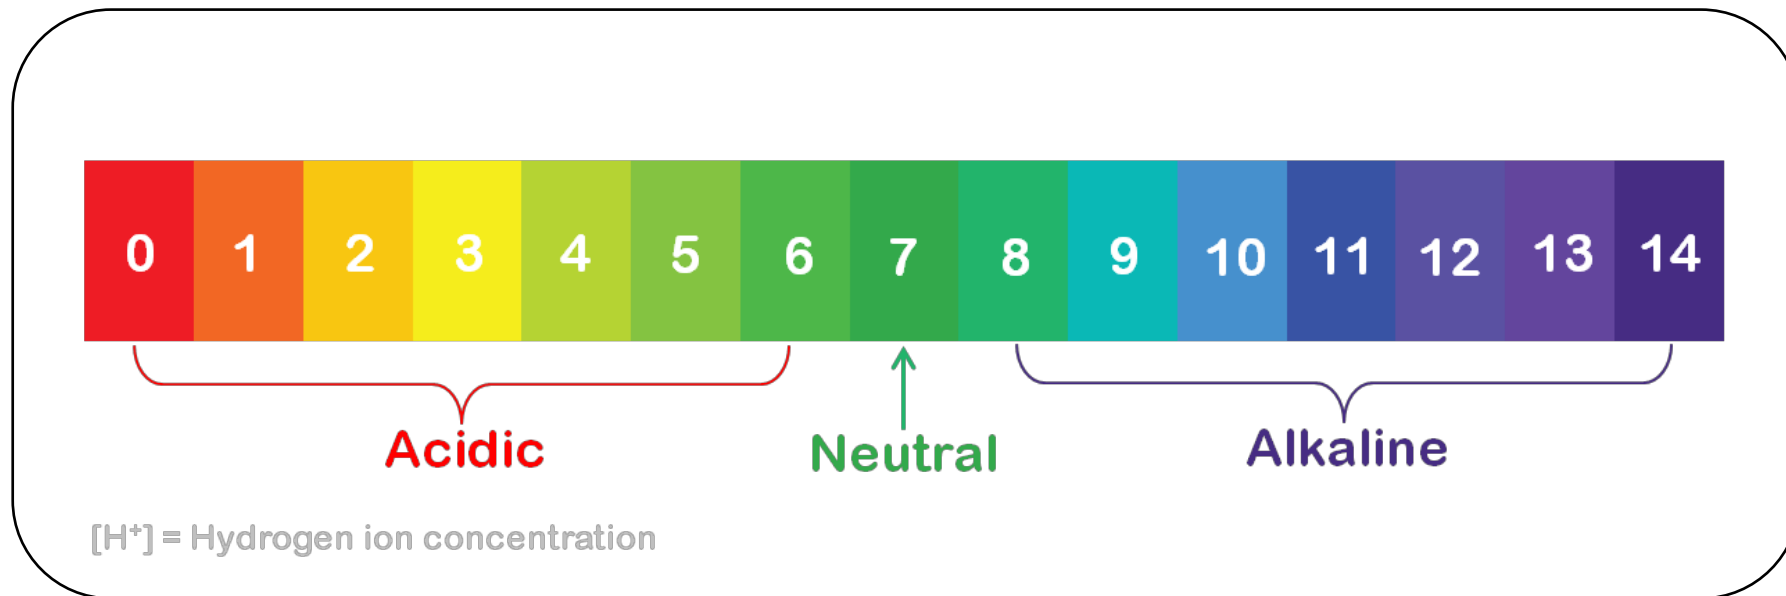 0 1 2 3 4 5 6 7 8 9 10 11 12 13 14
Acidic Neutral Alkaline
[H⁺] = Hydrogen ion concentration